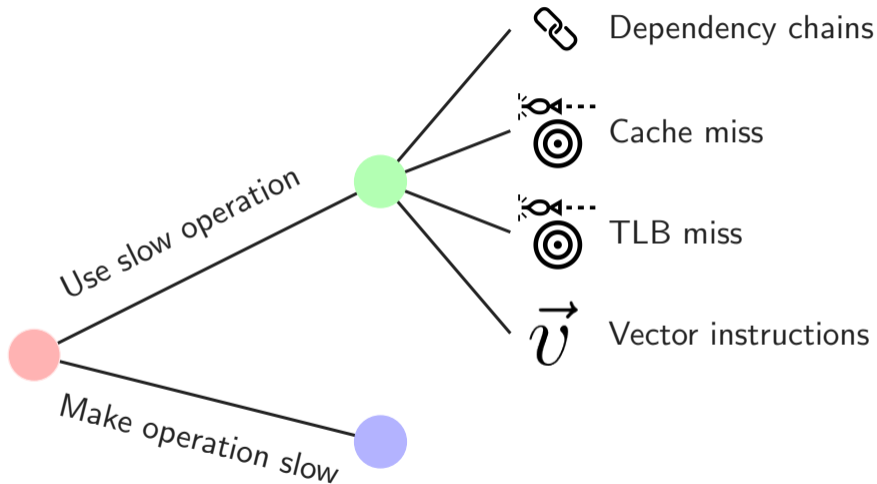 Dependency chains
Cache miss
Use slow operation
TLB miss
v Vector instructions
Make operation slow